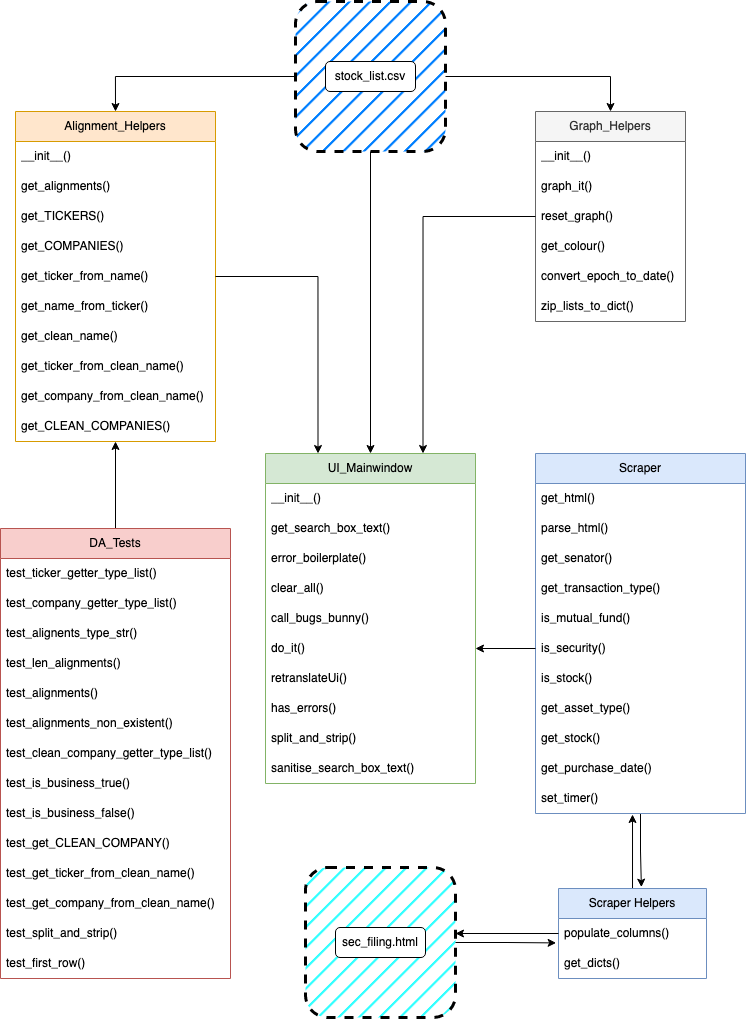 stock_list.csv
Alignment_Helpers
__init__()
get_alignments()
get_TICKERS()
get_COMPANIES()
get_ticker_from_name()
get_name_from_ticker()
get_clean_name()
get_ticker_from_clean_name()
get_company_from_clean_name()
get_CLEAN_COMPANIES()
Graph_Helpers
__init__()
graph_it()
reset_graph()
get_colour()
convert_epoch_to_date()
zip_lists_to_dict()
UI_Mainwindow
__init__()
get_search_box_text()
error_boilerplate()
clear_all()
call_bugs_bunny()
do_it()
retranslateUi()
has_errors()
split_and_strip()
sanitise_search_box_text()
Scraper
get_html()
parse_html()
get_senator()
get_transaction_type()
is_mutual_fund()
is_security()
is_stock()
get_asset_type()
get_stock()
get_purchase_date()
set_timer()
DA_Tests
test_ticker_getter_type_list()
test_company_getter_type_list()
test_alignents_type_str()
test_len_alignments()
test_alignments()
test_alignments_non_existent()
test_clean_company_getter_type_list()
test_is_business_true()
test_is_business_false()
test_get_CLEAN_COMPANY()
test_get_ticker_from_clean_name()
test_get_company_from_clean_name()
test_split_and_strip()
test_first_row()
sec_filing.html
Scraper Helpers
populate_columns()
get_dicts()